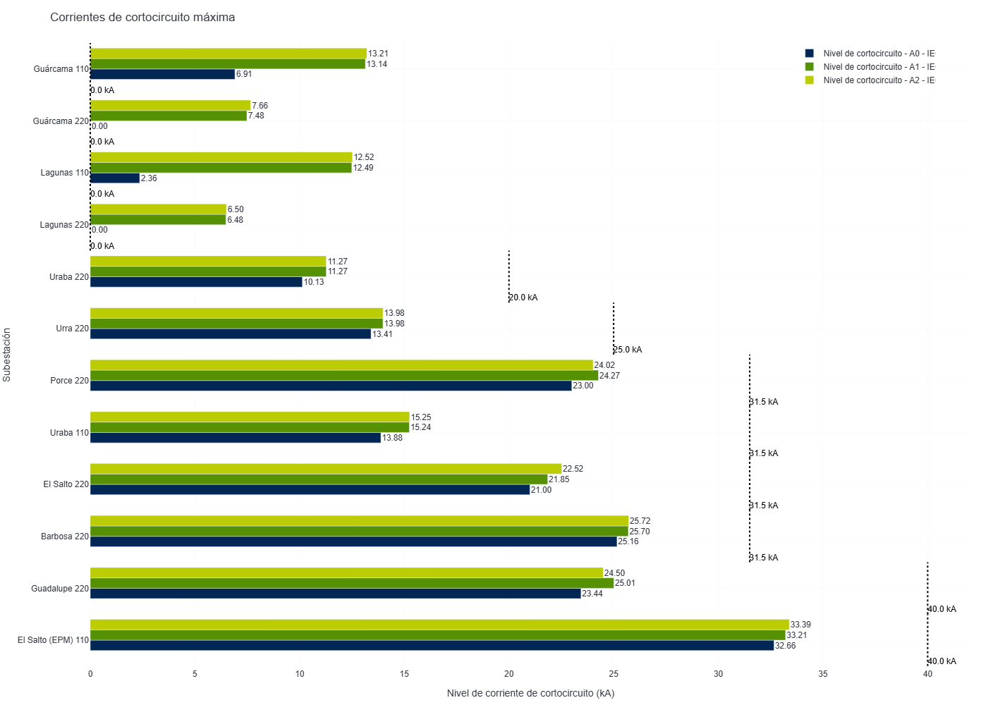 Corrientes de cortocircuito máxima
Nivel de cortocircuito - A0 - IE
Nivel de cortocircuito - A1 - IE
Nivel de cortocircuito - A2 - IE
Subestación
Guárcama 110
13.21
13.14
6.91
0.0 kA
Guárcama 220
7.66
7.48
0.00
0.0 kA
Lagunas 110
12.52
12.49
2.36
0.0 kA
Lagunas 220
6.50
6.48
0.00
0.0 kA
Uraba 220
11.27
11.27
10.13
20.0 kA
Urra 220
13.98
13.98
13.41
25.0 kA
Porce 220
24.02
24.27
23.00
31.5 kA
Uraba 110
15.25
15.24
13.88
31.5 kA
El Salto 220
22.52
21.85
21.00
31.5 kA
Barbosa 220
25.72
25.70
25.16
31.5 kA
Guadalupe 220
24.50
25.01
23.44
40.0 kA
El Salto (EPM) 110
33.39
33.21
32.66
40.0 kA
0 5 10 15 20 25 30 35 40
Nivel de corriente de cortocircuito (kA)